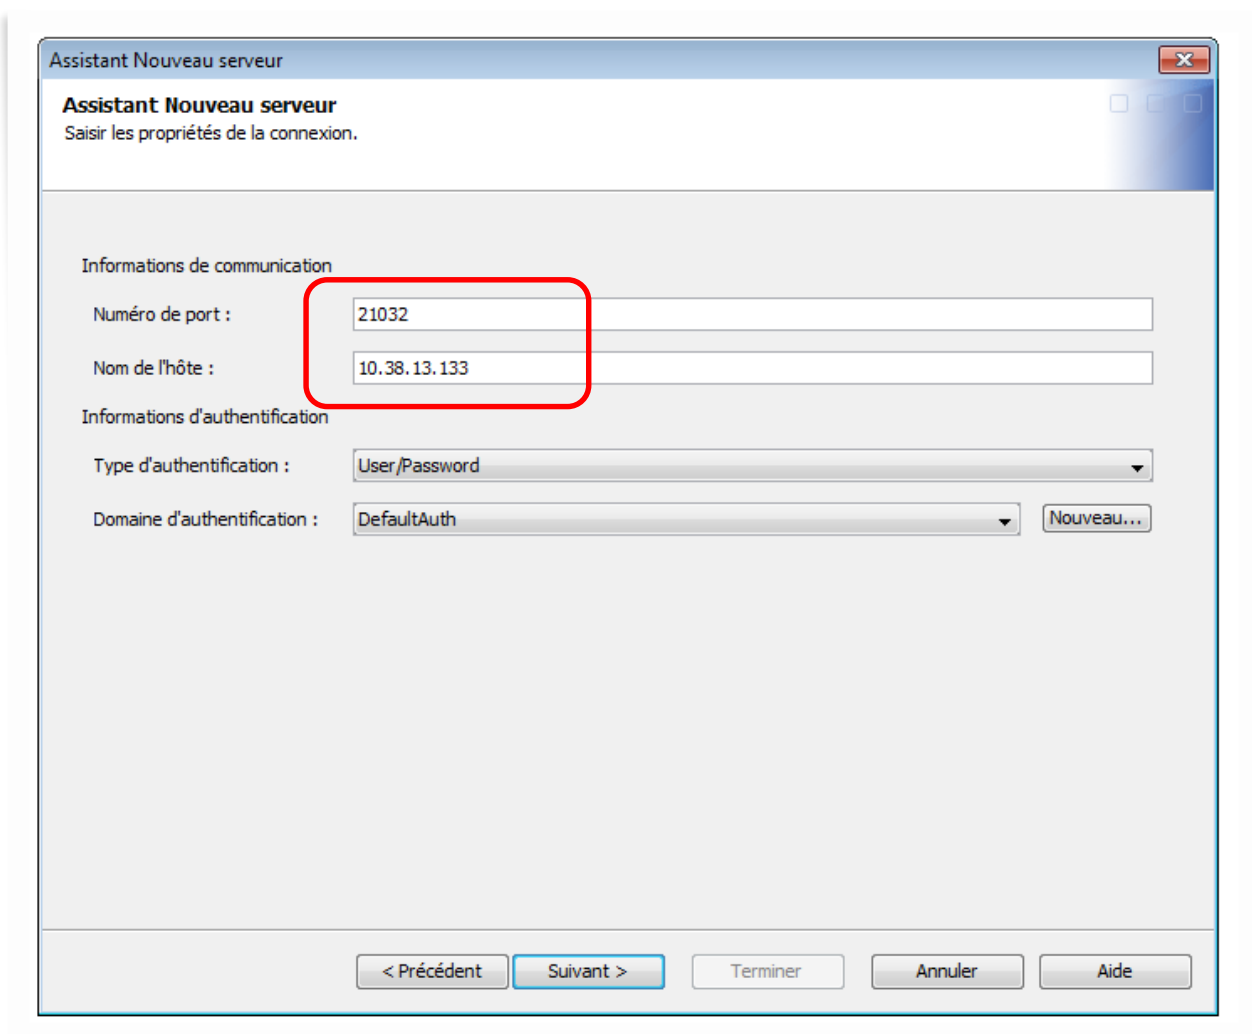 Assistant Nouveau serveur
Assistant Nouveau serveur
Saisir les propriétés de la connexion.
Informations de communication
Numéro de port : 21032
Nom de l'hôte : 10.38.13.133
Informations d'authentification
Type d'authentification : User/Password
Domaine d'authentification : DefaultAuth Nouveau...
< Précédent Suivant > Terminer Annuler Aide